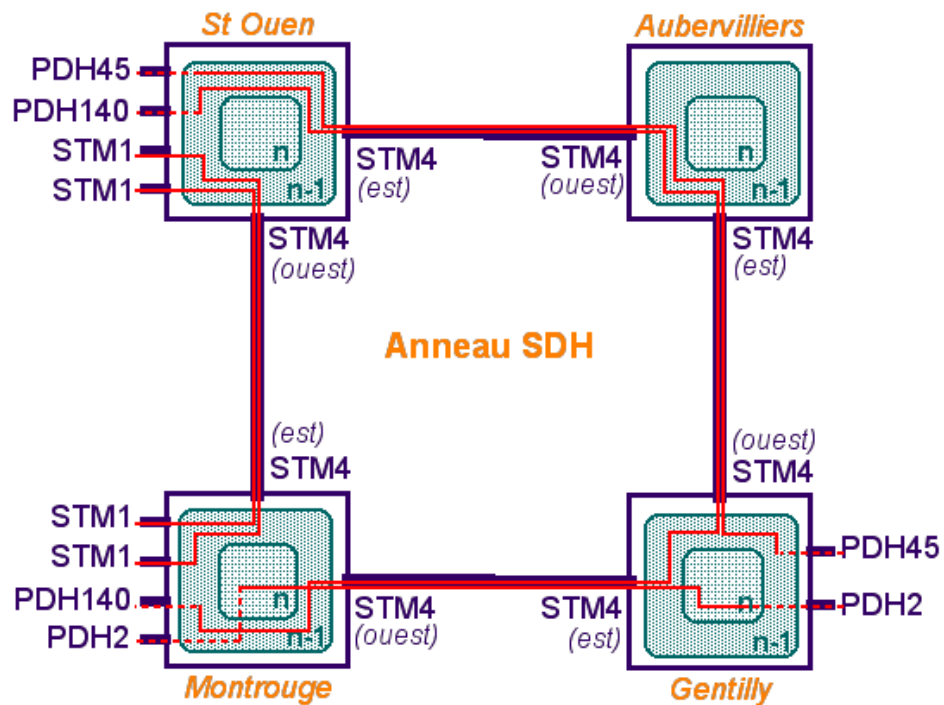 St Ouen
Aubervilliers
PDH45
PDH140
STM1
STM1
n
n-1
STM4
(est)
STM4
(ouest)
n
n-1
STM4
(ouest)
STM4
(est)
Anneau SDH
(est)
STM4
(ouest)
STM4
STM1
STM1
PDH140
PDH2
n
n-1
STM4
(ouest)
STM4
(est)
n
n-1
PDH45
PDH2
Montrouge
Gentilly